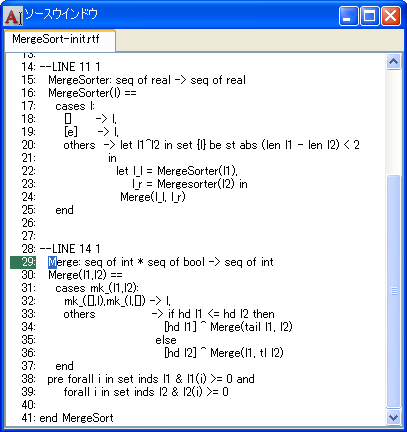 ソースウインドウ
MergeSort-init.rtf
13:
14: --LINE 11 1
15: MergeSorter: seq of real -> seq of real
16: MergeSorter(l) ==
17: cases l:
18: [] -> l,
19: [e] -> l,
20: others -> let l1^l2 in set {l} be st abs (len l1 - len l2) < 2
21: in
22: let l_l = MergeSorter(l1),
23: l_r = Mergesorter(l2) in
24: Merge(l_l, l_r)
25: end
26:
27:
28: --LINE 14 1
29: Merge: seq of int * seq of bool -> seq of int
30: Merge(l1,l2) ==
31: cases mk_(l1,l2):
32: mk_([],l),mk_(l,[]) -> l,
33: others -> if hd l1 <= hd l2 then
34: [hd l1] ^ Merge(tail l1, l2)
35: else
36: [hd l2] ^ Merge(l1, tl l2)
37: end
38: pre forall i in set inds l1 & l1(i) >= 0 and
39: forall i in set inds l2 & l2(i) >= 0
40:
41: end MergeSort